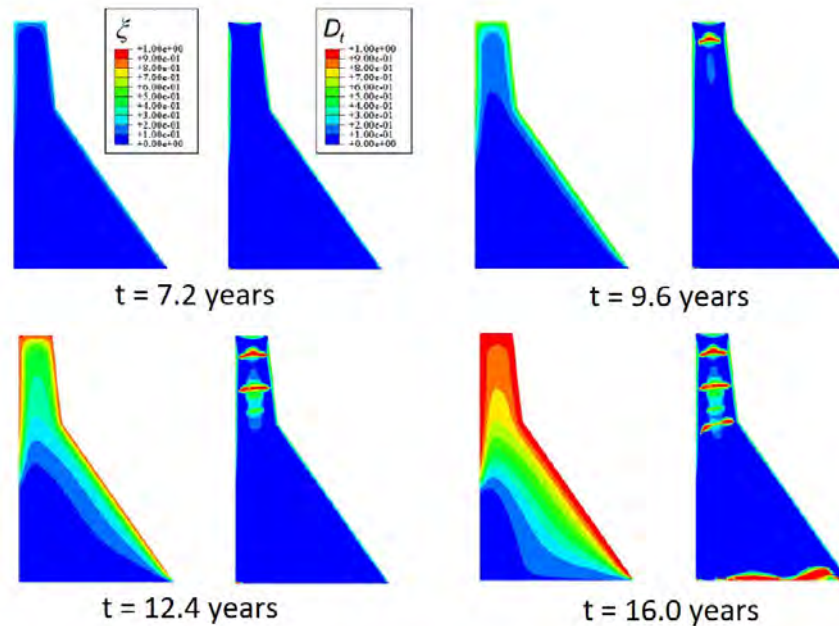 ξ
+1.00e+00
+9.00e-01
+8.00e-01
+7.00e-01
+6.00e-01
+5.00e-01
+4.00e-01
+3.00e-01
+2.00e-01
+1.00e-01
+0.00e+00
Dt
+1.00e+00
+9.00e-01
+8.00e-01
+7.00e-01
+6.00e-01
+5.00e-01
+4.00e-01
+3.00e-01
+2.00e-01
+1.00e-01
+0.00e+00
t = 7.2 years
t = 9.6 years
t = 12.4 years
t = 16.0 years